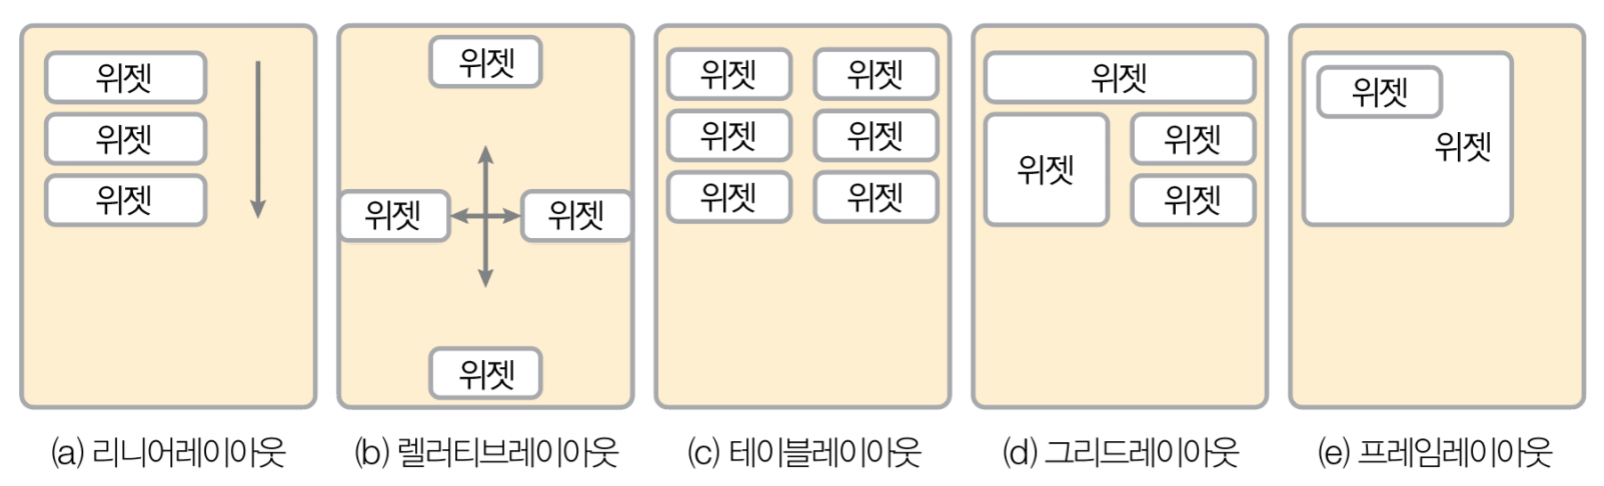 위젯
위젯
위젯
(a) 리니어레이아웃
위젯
위젯 위젯
위젯
(b) 렐러티브레이아웃
위젯 위젯
위젯 위젯
위젯 위젯
(c) 테이블레이아웃
위젯
위젯 위젯
위젯
(d) 그리드레이아웃
위젯
위젯
(e) 프레임레이아웃